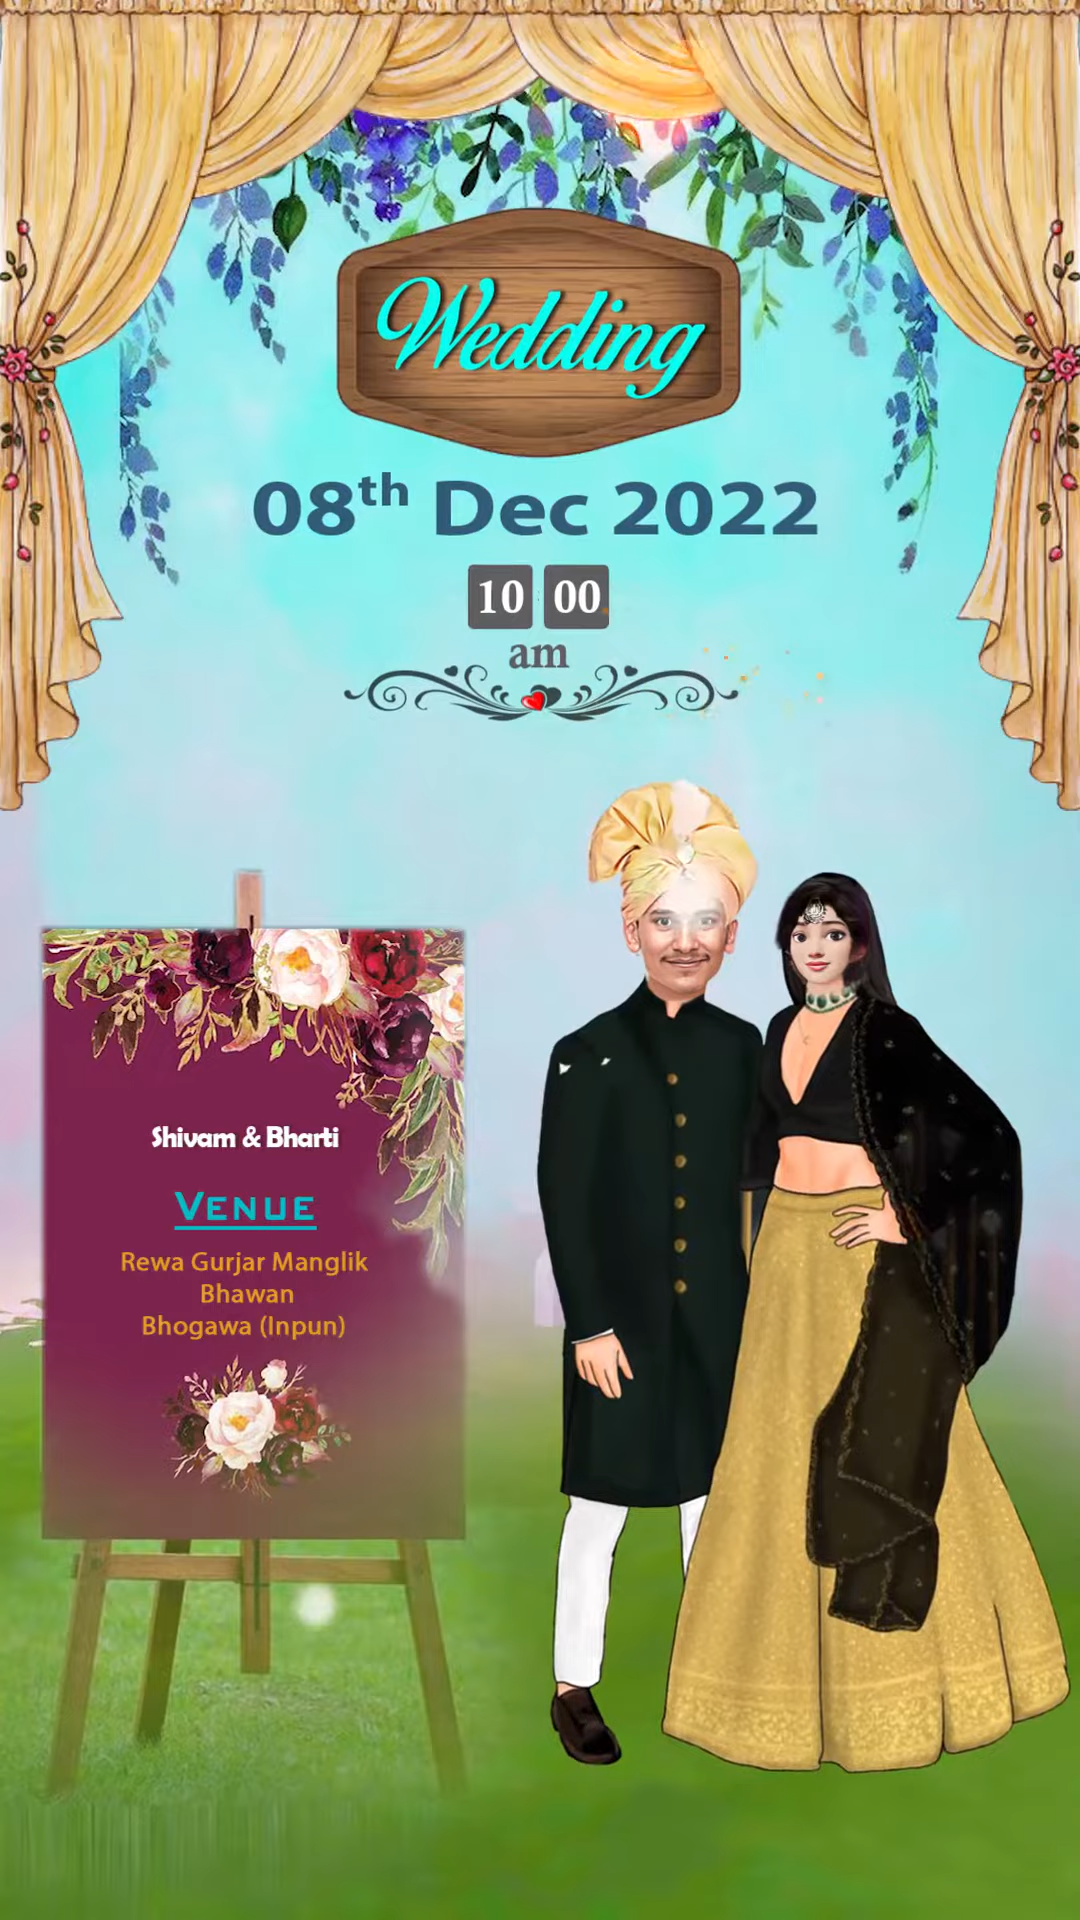 Wedding
08th Dec 2022
10 00
am
Shivam & Bharti
Venue
Rewa Gurjar Manglik
Bhawan
Bhogawa (Inpun)